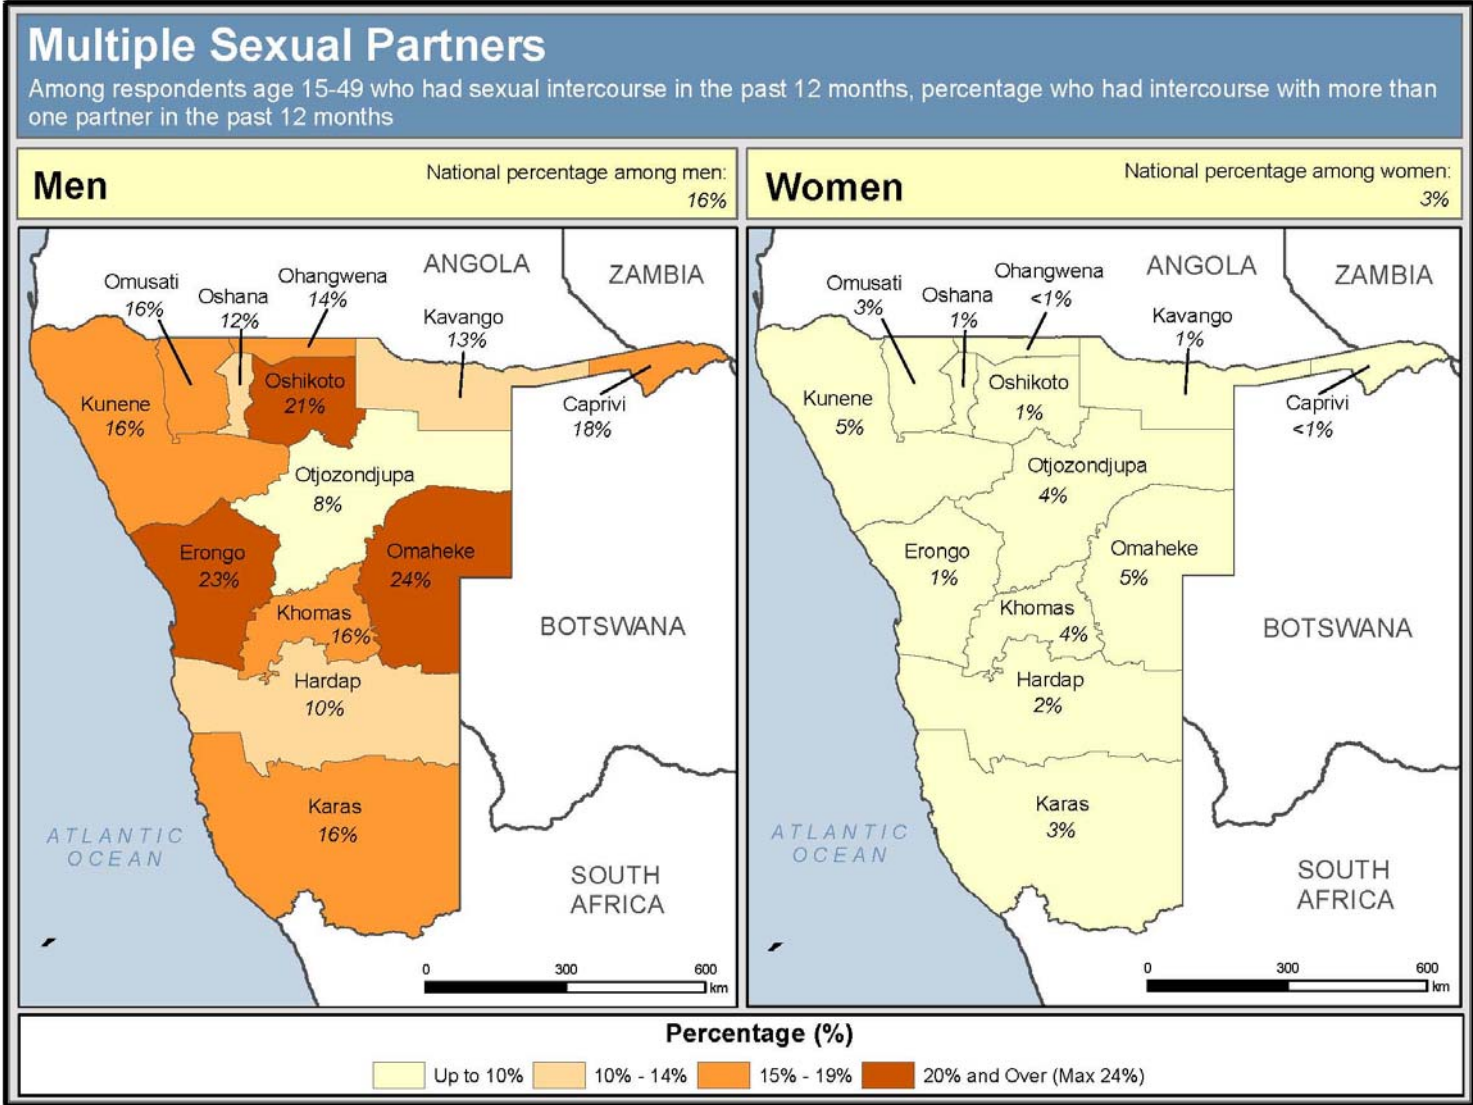 Multiple Sexual Partners
Among respondents age 15-49 who had sexual intercourse in the past 12 months, percentage who had intercourse with more than
one partner in the past 12 months
Men
National percentage among men:
16%
ANGOLA
ZAMBIA
Omusati
16%
Oshana
12%
Ohangwena
14%
Kavango
13%
Caprivi
18%
Kunene
16%
Oshikoto
21%
Otjozondjupa
8%
Erongo
23%
Omaheke
24%
Khomas
16%
BOTSWANA
Hardap
10%
Karas
16%
ATLANTIC
OCEAN
SOUTH
AFRICA
0 300 600
km
Women
National percentage among women:
3%
ANGOLA
ZAMBIA
Omusati
3%
Oshana
1%
Ohangwena
<1%
Kavango
1%
Caprivi
<1%
Kunene
5%
Oshikoto
1%
Otjozondjupa
4%
Erongo
1%
Omaheke
5%
Khomas
4%
BOTSWANA
Hardap
2%
Karas
3%
ATLANTIC
OCEAN
SOUTH
AFRICA
0 300 600
km
Percentage (%)
Up to 10% 10% - 14% 15% - 19% 20% and Over (Max 24%)